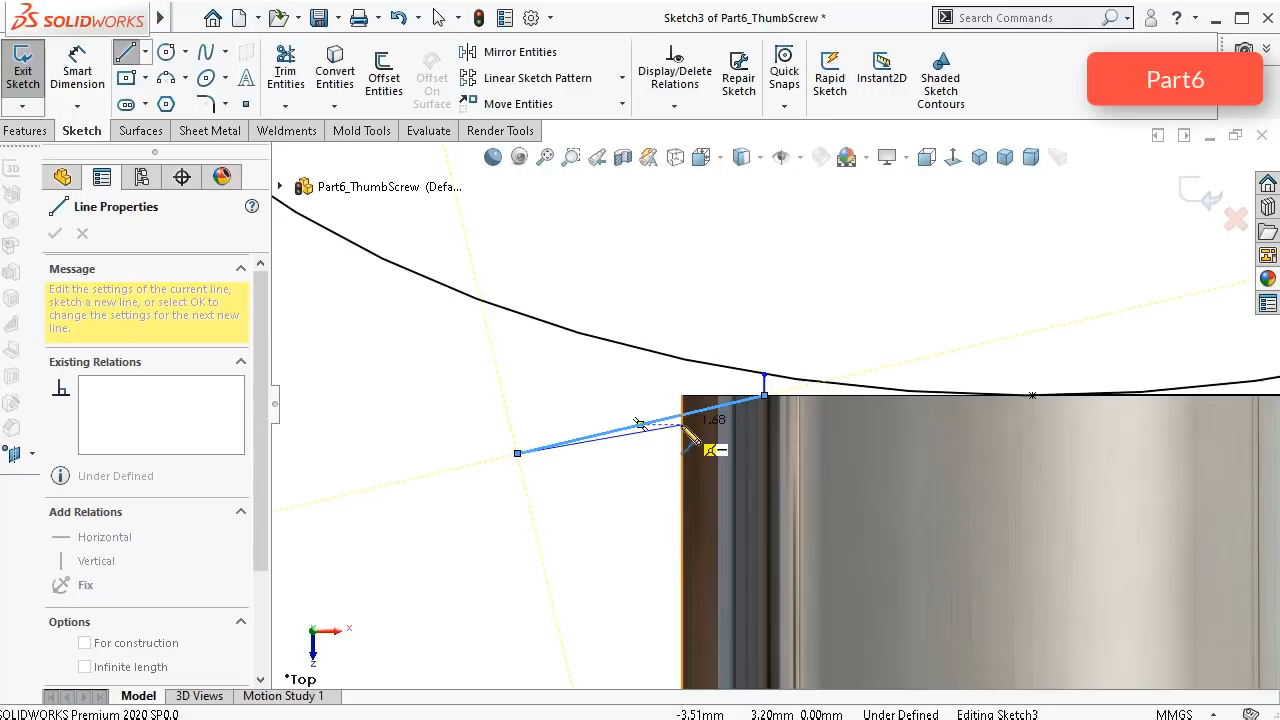 SOLIDWORKS
Sketch3 of Part6_ThumbScrew *
Search Commands
?
Exit
Sketch
Smart
Dimension
Trim
Entities
Convert
Entities
Offset
Entities
Offset
On
Surface
Mirror Entities
Linear Sketch Pattern
Move Entities
Display/Delete
Relations
Repair
Sketch
Quick
Snaps
Rapid
Sketch
Instant2D
Shaded
Sketch
Contours
Part6
Features
Sketch
Surfaces
Sheet Metal
Weldments
Mold Tools
Evaluate
Render Tools
3D
Part6_ThumbScrew (Defa...
Line Properties
?
Message
Edit the settings of the current line,
sketch a new line, or select OK to
change the settings for the next new
line.
Existing Relations
Under Defined
Add Relations
Horizontal
Vertical
Fix
Options
For construction
Infinite length
1.68
x
Z
*Top
Model
3D Views
Motion Study 1
SOLIDWORKS Premium 2020 SP0.0
-3.51mm
3.20mm
0.00mm
Under Defined
Editing Sketch3
MMGS